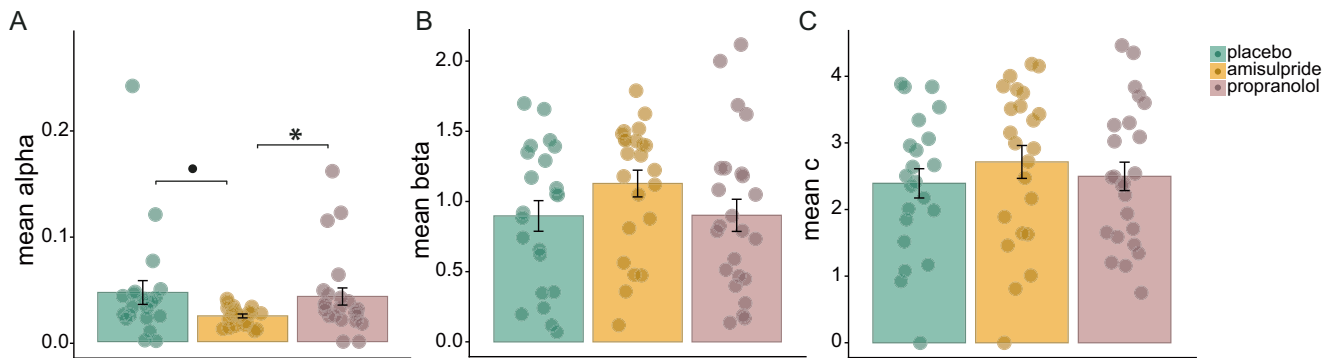 A
mean alpha
0.2
0.1
0.0
•
*
B
mean beta
2.0
1.5
1.0
0.5
0.0
C
mean c
4
3
2
1
0
placebo
amisulpride
propranolol